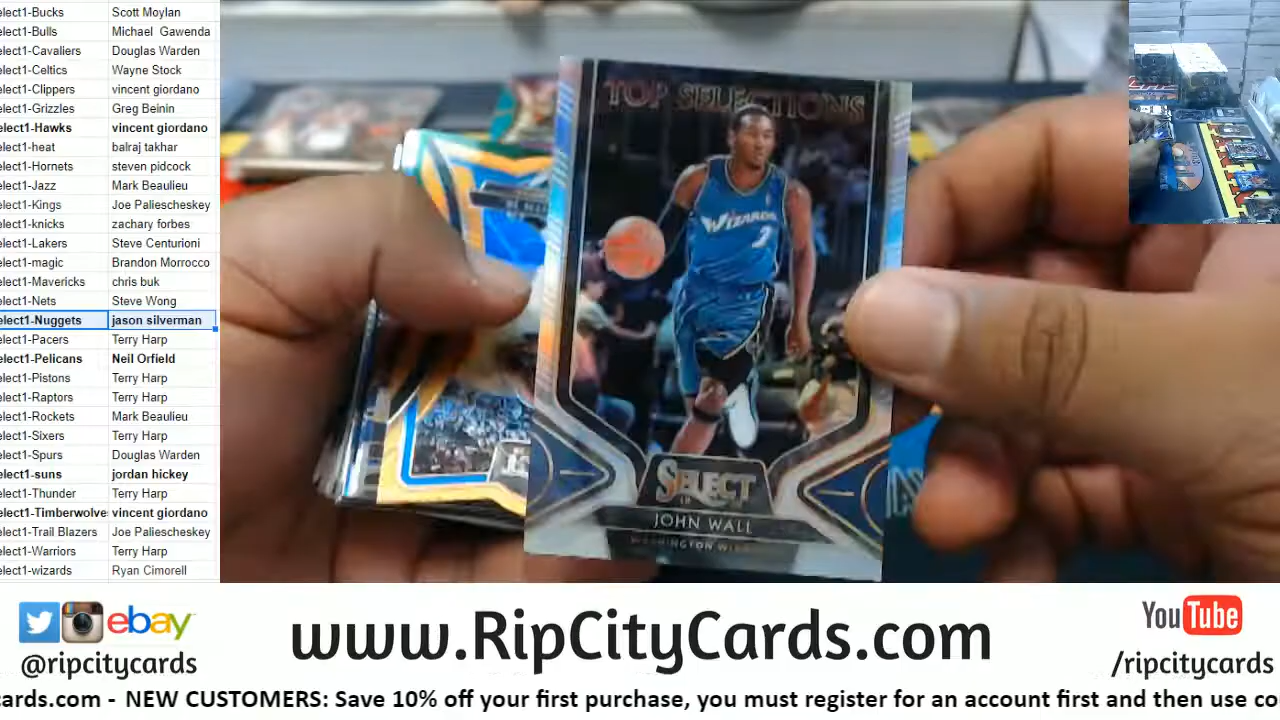 elect1-Bucks Scott Moylan
elect1-Bulls Michael Gawenda
elect1-Cavaliers Douglas Warden
elect1-Celtics Wayne Stock
elect1-Clippers vincent giordano
elect1-Grizzles Greg Beinin
elect1-Hawks vincent giordano
elect1-heat balraj takhar
elect1-Hornets steven pidcock
elect1-Jazz Mark Beaulieu
elect1-Kings Joe Paliescheskey
elect1-knicks zachary forbes
elect1-Lakers Steve Centurioni
elect1-magic Brandon Morrocco
elect1-Mavericks chris buk
elect1-Nets Steve Wong
elect1-Nuggets jason silverman
elect1-Pacers Terry Harp
elect1-Pelicans Neil Orfield
elect1-Pistons Terry Harp
elect1-Raptors Terry Harp
elect1-Rockets Mark Beaulieu
elect1-Sixers Terry Harp
elect1-Spurs Douglas Warden
elect1-suns jordan hickey
elect1-Thunder Terry Harp
elect1-Timberwolve vincent giordano
elect1-Trail Blazers Joe Paliescheskey
elect1-Warriors Terry Harp
elect1-wizards Ryan Cimorell
TOP SELECTIONS
WIZARDS
2
SELECT
JOHN WALL
WASHINGTON
ebay
@ripcitycards
www.RipCityCards.com
YouTube
/ripcitycards
cards.com - NEW CUSTOMERS: Save 10% off your first purchase, you must register for an account first and then use co